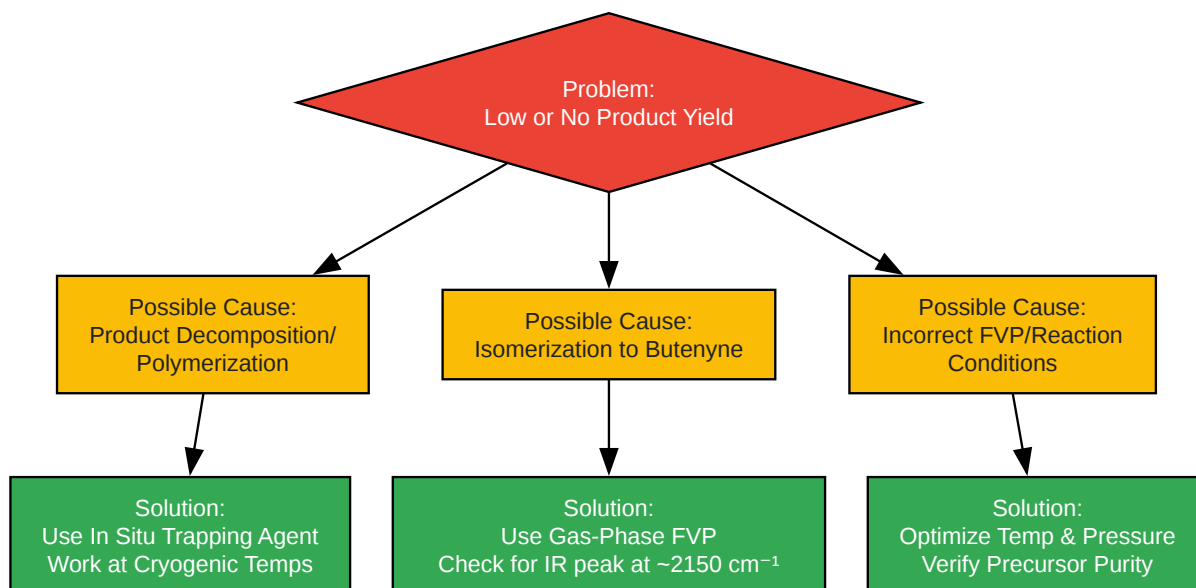 Problem:
Low or No Product Yield
Possible Cause:
Product Decomposition/
Polymerization
Possible Cause:
Isomerization to Butenyne
Possible Cause:
Incorrect FVP/Reaction
Conditions
Solution:
Use In Situ Trapping Agent
Work at Cryogenic Temps
Solution:
Use Gas-Phase FVP
Check for IR peak at ~2150 cm⁻¹
Solution:
Optimize Temp & Pressure
Verify Precursor Purity